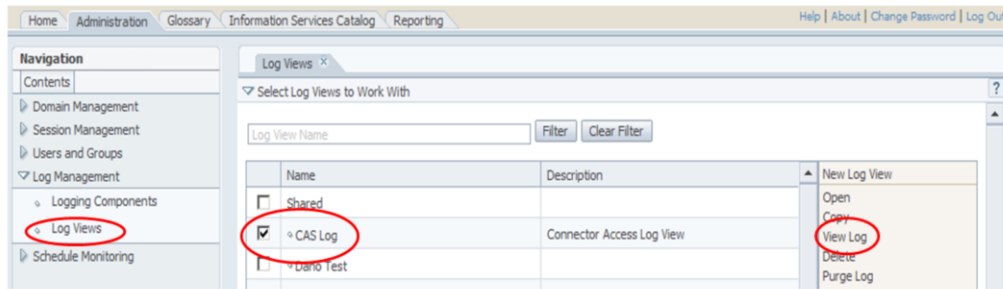 Home Administration Glossary Information Services Catalog Reporting Help | About | Change Password | Log Out
Navigation
Contents
Domain Management
Session Management
Users and Groups
Log Management
Logging Components
Log Views
Schedule Monitoring
Log Views ×
Select Log Views to Work With ?
Log View Name Filter Clear Filter
Name Description
Shared
CAS Log Connector Access Log View
Dano Test
New Log View
Open
Copy
View Log
Delete
Purge Log